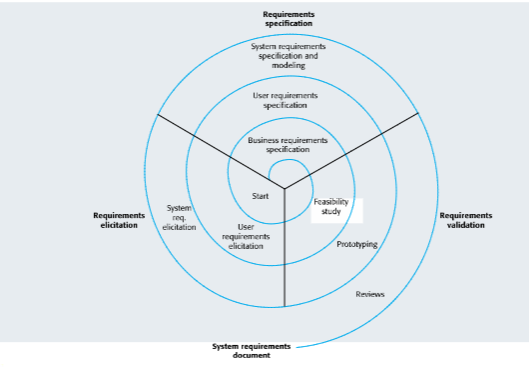 Requirements
specification
System requirements
specification and
modeling
User requirements
specification
Business requirements
specification
Start
Feasibility
study
System
req.
elicitation
User
requirements
elicitation
Requirements
elicitation
Requirements
validation
Prototyping
Reviews
System requirements
document